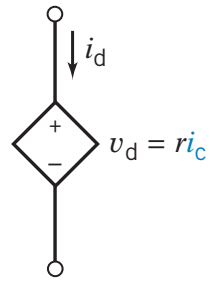 i_d
+
v_d = ri_c
−